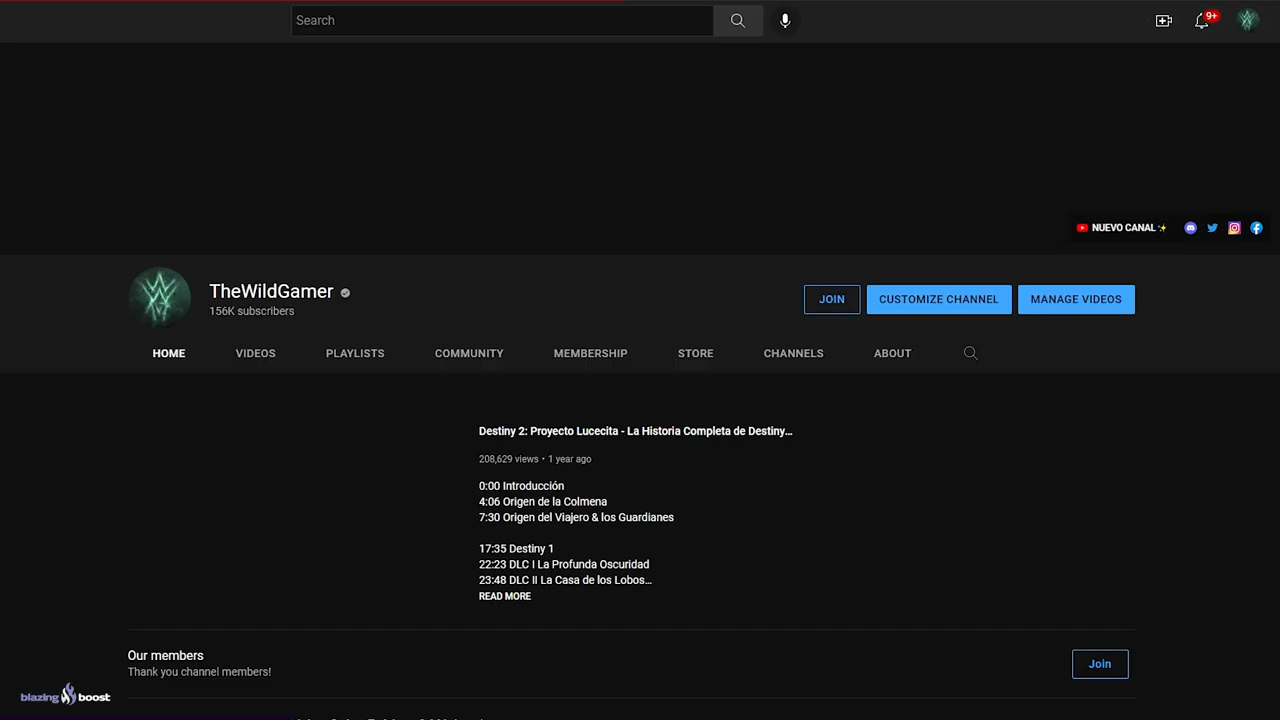 Search
9+
NUEVO CANAL
TheWildGamer
156K subscribers
JOIN
CUSTOMIZE CHANNEL
MANAGE VIDEOS
HOME
VIDEOS
PLAYLISTS
COMMUNITY
MEMBERSHIP
STORE
CHANNELS
ABOUT
Destiny 2: Proyecto Lucecita - La Historia Completa de Destiny...
208,629 views • 1 year ago
0:00 Introducción
4:06 Origen de la Colmena
7:30 Origen del Viajero & los Guardianes
17:35 Destiny 1
22:23 DLC I La Profunda Oscuridad
23:48 DLC II La Casa de los Lobos...
READ MORE
Our members
Thank you channel members!
Join
blazing boost